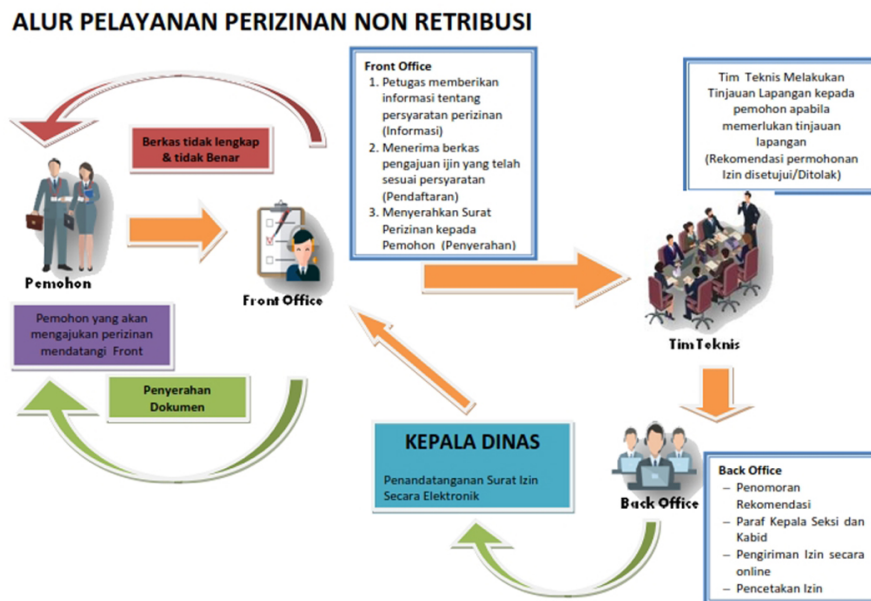 ALUR PELAYANAN PERIZINAN NON RETRIBUSI
Berkas tidak lengkap
& tidak Benar
Pemohon
Pemohon yang akan
mengajukan perizinan
mendatangi Front
Front Office
Front Office
1. Petugas memberikan
informasi tentang
persyaratan perizinan
(Informasi)
2. Menerima berkas
pengajuan ijin yang telah
sesuai persyaratan
(Pendaftaran)
3. Menyerahkan Surat
Perizinan kepada
Pemohon (Penyerahan)
Tim Teknis Melakukan
Tinjauan Lapangan kepada
pemohon apabila
memerlukan tinjauan
lapangan
(Rekomendasi permohonan
Izin disetujui/Ditolak)
Tim Teknis
Penyerahan
Dokumen
KEPALA DINAS
Penandatanganan Surat Izin
Secara Elektronik
Back Office
Back Office
– Penomoran
Rekomendasi
– Paraf Kepala Seksi dan
Kabid
– Pengiriman Izin secara
online
– Pencetakan Izin